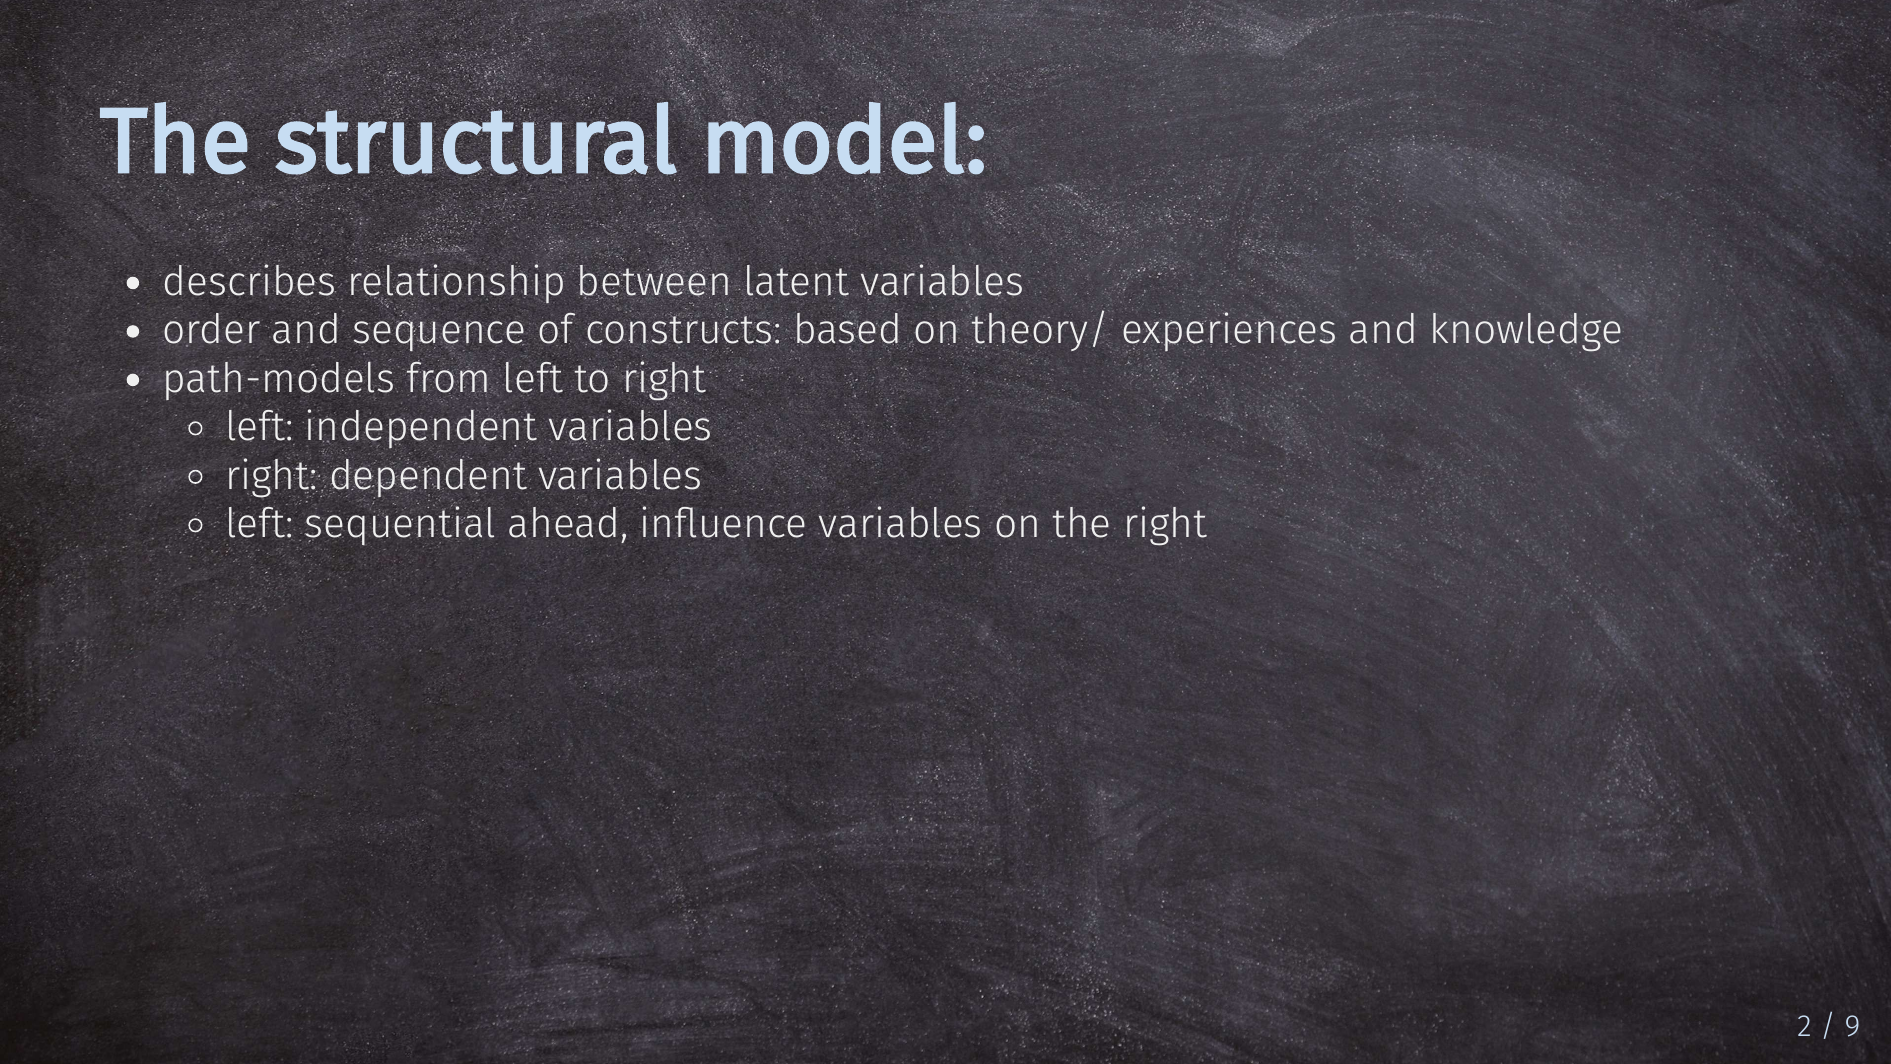 The structural model:
• describes relationship between latent variables
• order and sequence of constructs: based on theory/ experiences and knowledge
• path-models from left to right
◦ left: independent variables
◦ right: dependent variables
◦ left: sequential ahead, influence variables on the right
2 / 9